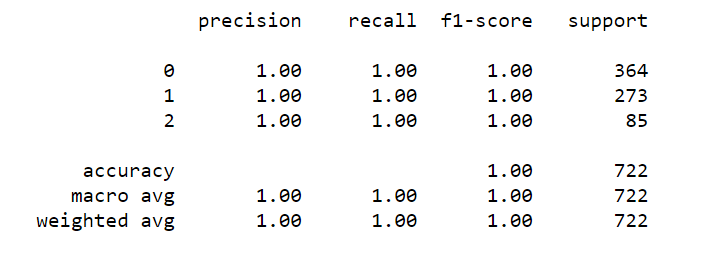 precision recall f1-score support
0 1.00 1.00 1.00 364
1 1.00 1.00 1.00 273
2 1.00 1.00 1.00 85
accuracy 1.00 722
macro avg 1.00 1.00 1.00 722
weighted avg 1.00 1.00 1.00 722